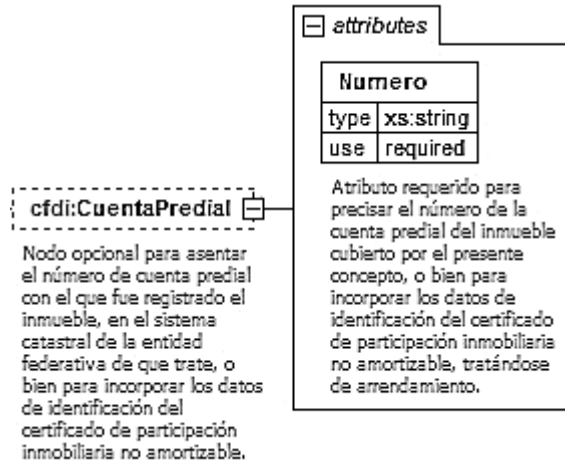 attributes
Numero
type xs:string
use required
cfdi:CuentaPredial
Atributo requerido para
precisar el número de la
cuenta predial del inmueble
cubierto por el presente
concepto, o bien para
incorporar los datos de
identificación del certificado
de participación inmobiliaria
no amortizable, tratándose
de arrendamiento.
Nodo opcional para asentar
el número de cuenta predial
con el que fue registrado el
inmueble, en el sistema
catastral de la entidad
federativa de que trate, o
bien para incorporar los datos
de identificación del
certificado de participación
inmobiliaria no amortizable.